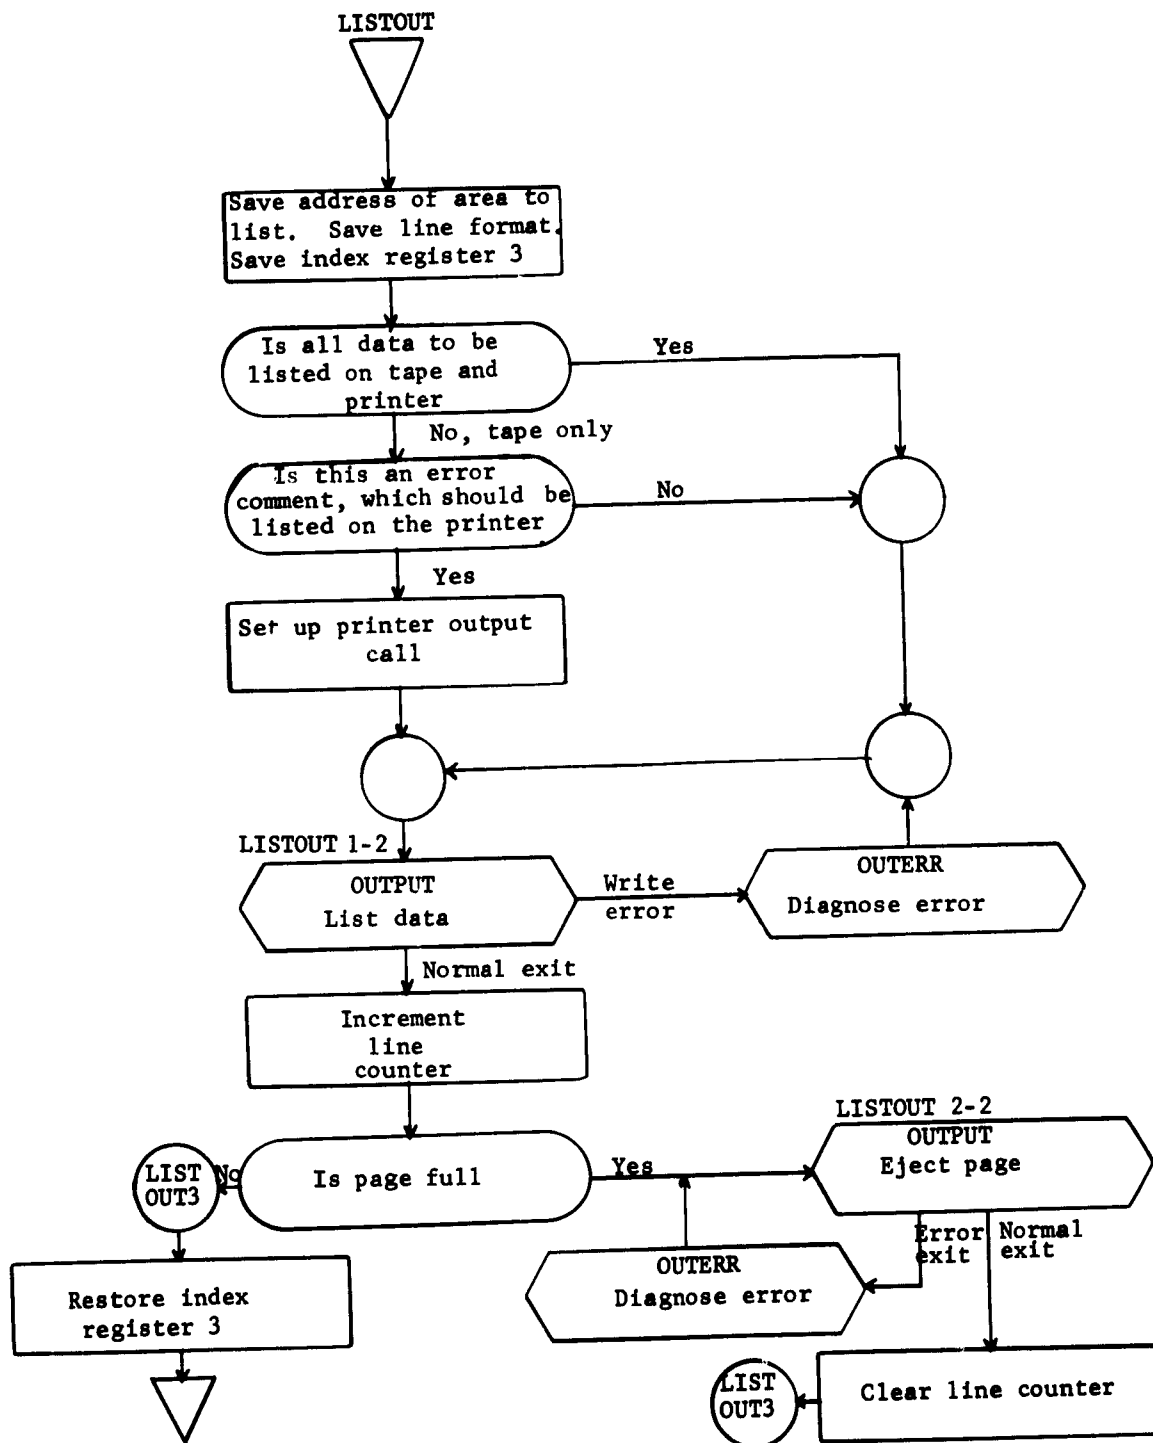 LISTOUT
Save address of area to
list. Save line format.
Save index register 3
Is all data to be
listed on tape and
printer
Yes
No, tape only
Is this an error
comment, which should be
listed on the printer
No
Yes
Set up printer output
call
LISTOUT 1-2
OUTPUT
List data
Write
error
OUTERR
Diagnose error
Normal exit
Increment
line
counter
LISTOUT 2-2
OUTPUT
Eject page
Is page full
Yes
No
LIST
OUT3
Error
exit
Normal
exit
OUTERR
Diagnose error
Restore index
register 3
Clear line counter
LIST
OUT3